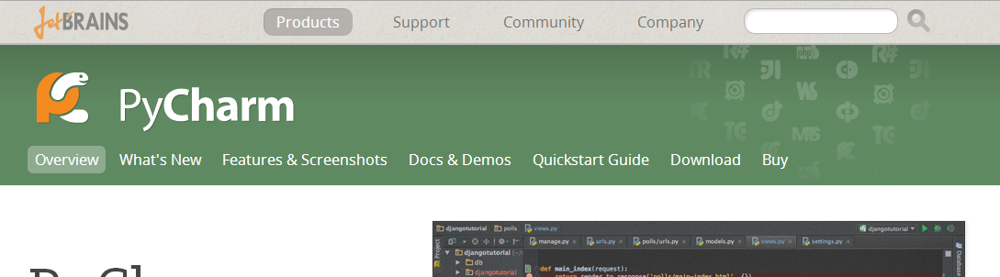 JetBRAINS Products Support Community Company
PyCharm
Overview What's New Features & Screenshots Docs & Demos Quickstart Guide Download Buy
djangotutorial polls views.py djangotutorial
manage.py urls.py polls/urls.py models.py views.py settings.py
Project
djangotutorial
db
djangotutorial
def main_index(request):
return render_to_response('polls/main-index.html', {})
Database